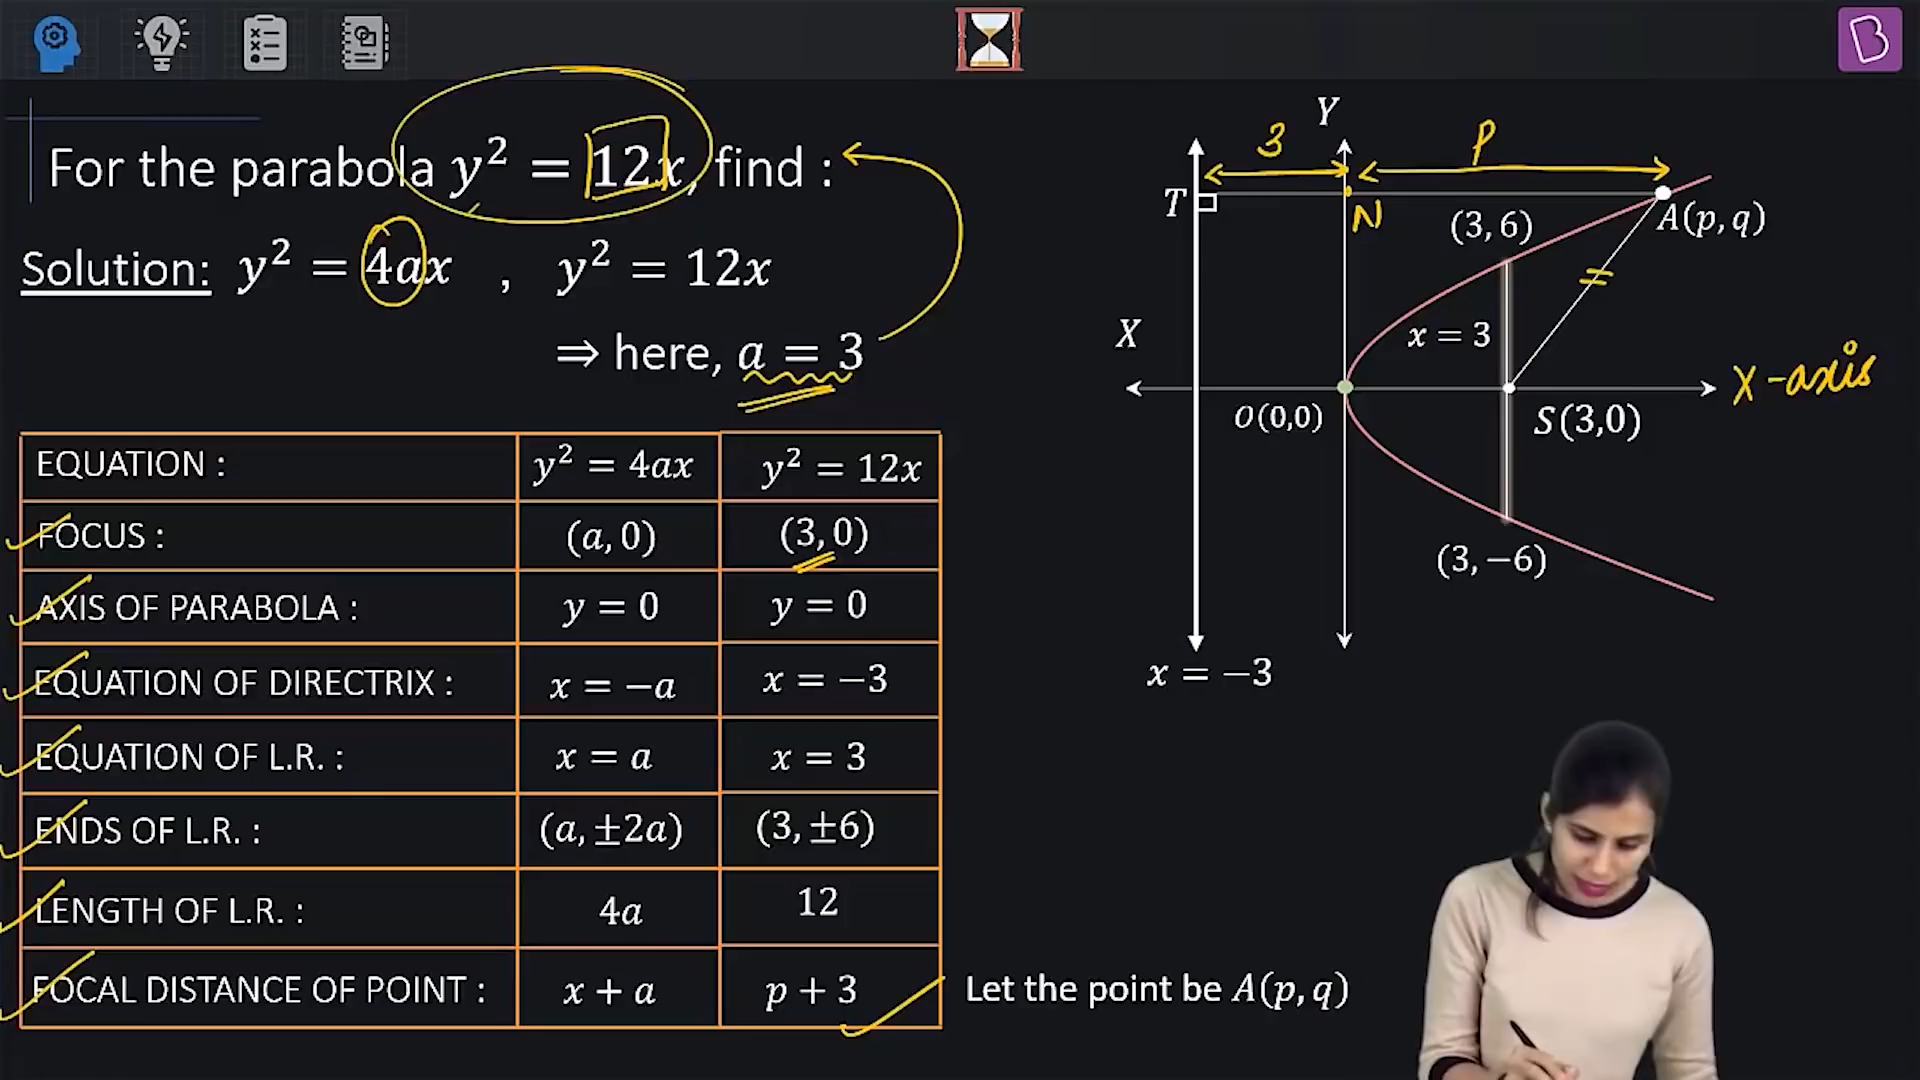 For the parabola y² = 12x, find :
Solution: y² = 4ax , y² = 12x
⇒ here, a = 3
EQUATION : y² = 4ax y² = 12x
FOCUS : (a, 0) (3, 0)
AXIS OF PARABOLA : y = 0 y = 0
EQUATION OF DIRECTRIX : x = −a x = −3
EQUATION OF L.R. : x = a x = 3
ENDS OF L.R. : (a, ±2a) (3, ±6)
LENGTH OF L.R. : 4a 12
FOCAL DISTANCE OF POINT : x + a p + 3
Let the point be A(p, q)
Y
3 P
T N A(p, q)
(3, 6)
X x = 3
X-axis
O(0,0) S(3,0)
(3, −6)
x = −3
B